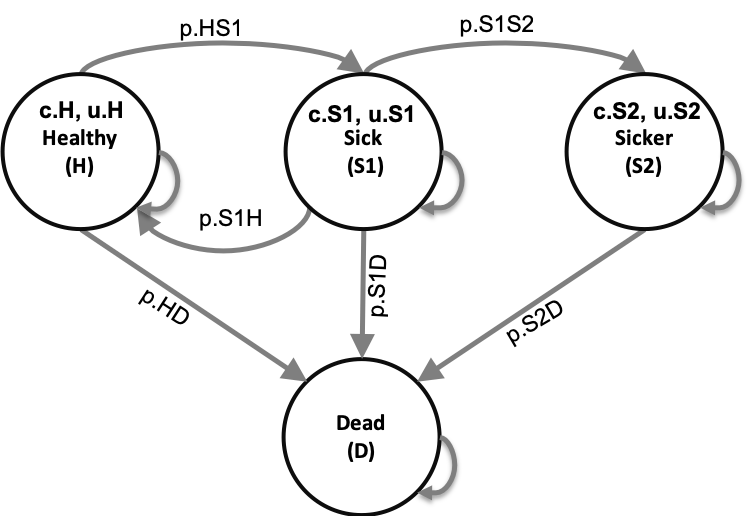 p.HS1
p.S1S2
c.H, u.H
Healthy
(H)
c.S1, u.S1
Sick
(S1)
c.S2, u.S2
Sicker
(S2)
p.S1H
p.HD
p.S1D
p.S2D
Dead
(D)